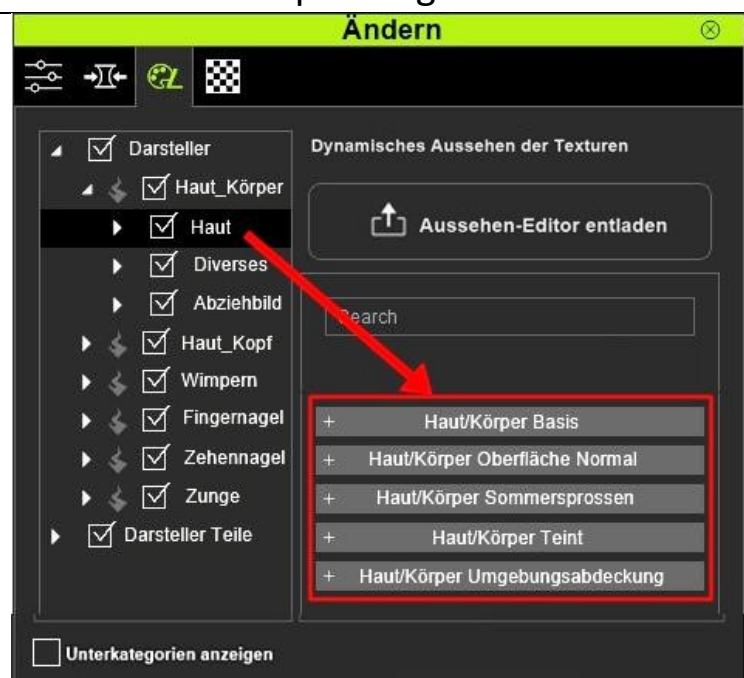 Ändern
Darsteller
Haut_Körper
Haut
Diverses
Abziehbild
Haut_Kopf
Wimpern
Fingernagel
Zehennagel
Zunge
Darsteller Teile
Dynamisches Aussehen der Texturen
Aussehen-Editor entladen
Search
+ Haut/Körper Basis
+ Haut/Körper Oberfläche Normal
+ Haut/Körper Sommersprossen
+ Haut/Körper Teint
+ Haut/Körper Umgebungsabdeckung
Unterkategorien anzeigen